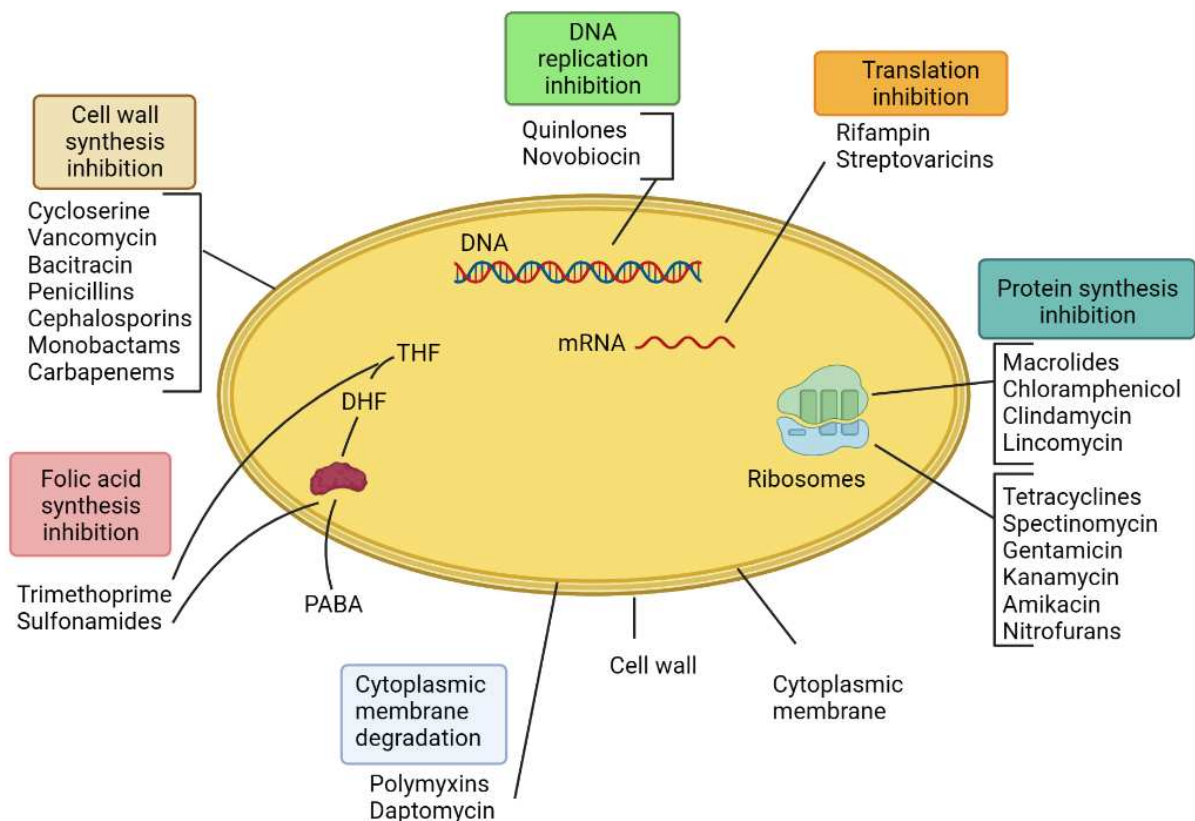 DNA
replication
inhibition
Quinlones
Novobiocin
Translation
inhibition
Rifampin
Streptovaricins
Cell wall
synthesis
inhibition
Cycloserine
Vancomycin
Bacitracin
Penicillins
Cephalosporins
Monobactams
Carbapenems
DNA
mRNA
THF
DHF
Protein synthesis
inhibition
Macrolides
Chloramphenicol
Clindamycin
Lincomycin
Ribosomes
Tetracyclines
Spectinomycin
Gentamicin
Kanamycin
Amikacin
Nitrofurans
Folic acid
synthesis
inhibition
Trimethoprime
Sulfonamides
PABA
Cell wall
Cytoplasmic
membrane
Cytoplasmic
membrane
degradation
Polymyxins
Daptomycin